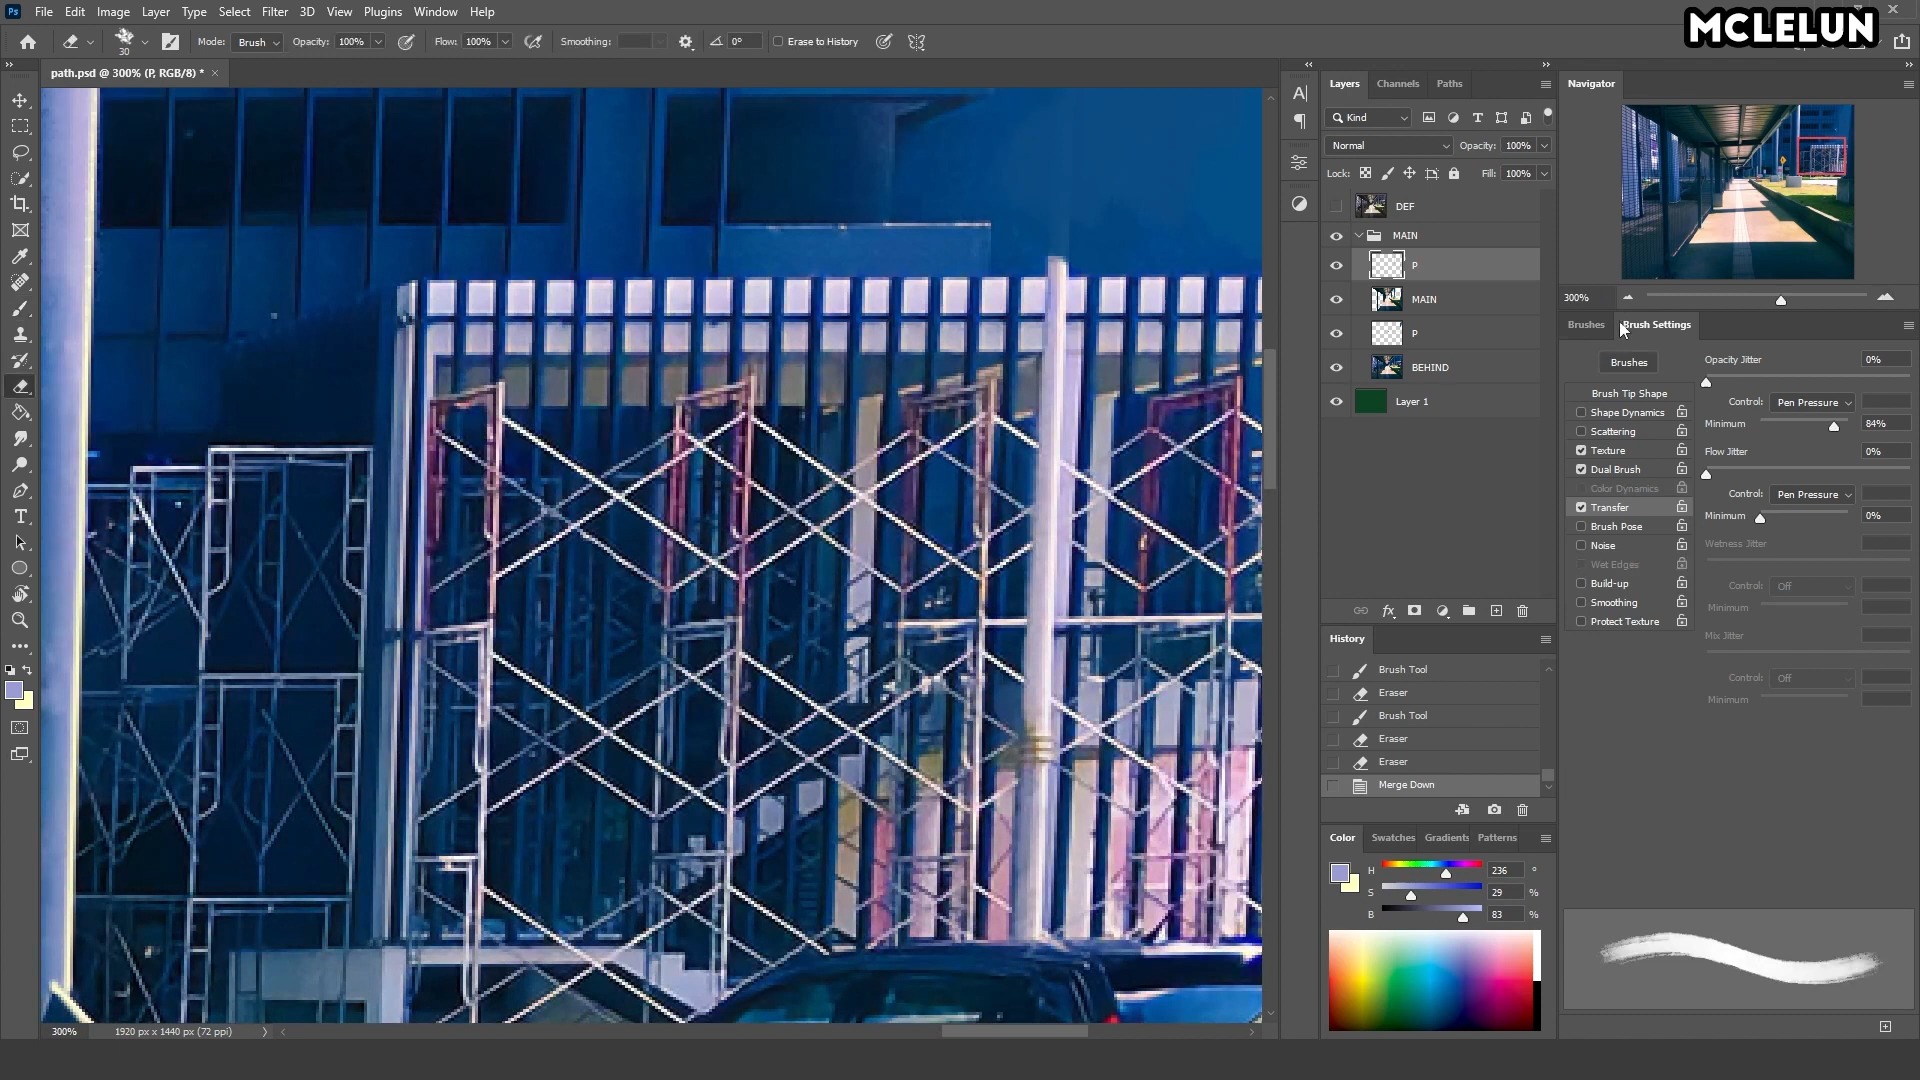 Ps File Edit Image Layer Type Select Filter 3D View Plugins Window Help
MCLELUN
30 Mode: Brush Opacity: 100% Flow: 100% Smoothing: 0° Erase to History
path.psd @ 300% (P, RGB/8) * ×
Layers Channels Paths
Kind
Normal Opacity: 100%
Lock: Fill: 100%
DEF
MAIN
P
MAIN
P
BEHIND
Layer 1
fx
History
Brush Tool
Eraser
Brush Tool
Eraser
Eraser
Merge Down
Color Swatches Gradients Patterns
H 236 °
S 29 %
B 83 %
Navigator
300%
Brushes Brush Settings
Brushes
Brush Tip Shape
Shape Dynamics
Scattering
Texture
Dual Brush
Color Dynamics
Transfer
Brush Pose
Noise
Wet Edges
Build-up
Smoothing
Protect Texture
Opacity Jitter 0%
Control: Pen Pressure
Minimum 84%
Flow Jitter 0%
Control: Pen Pressure
Minimum 0%
Wetness Jitter
Control: Off
Minimum
Mix Jitter
Control: Off
Minimum
300% 1920 px x 1440 px (72 ppi)